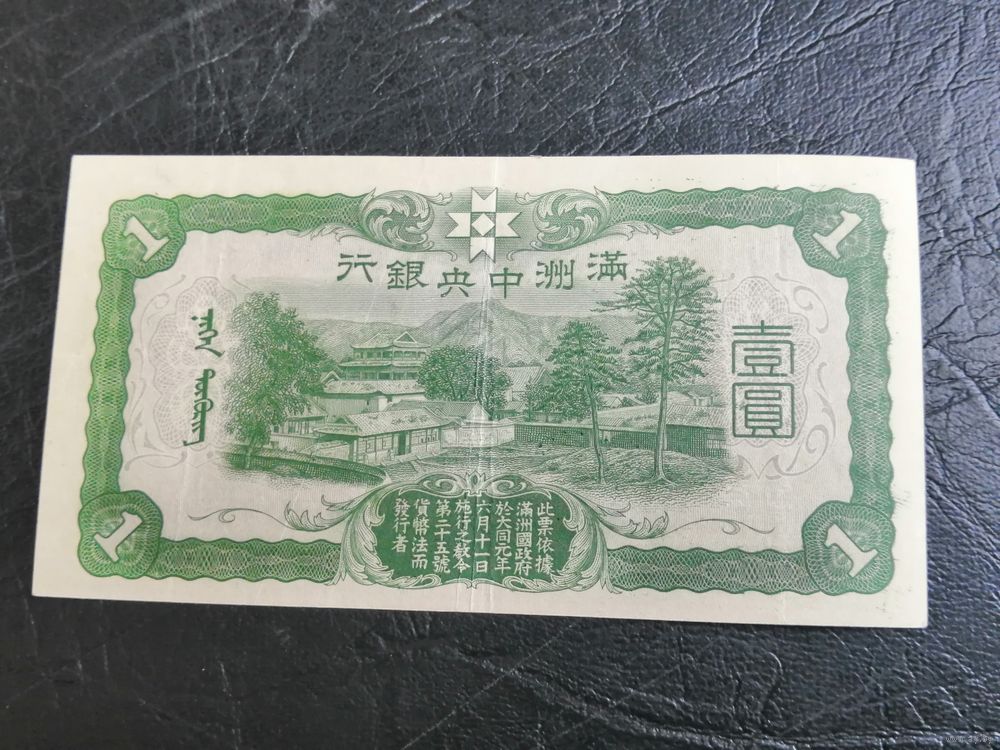 1
1
滿洲中央銀行
壹圓
此票依據
滿洲國政府
於大同元年
六月十一日
施行之敎令
第二十五號
貨幣法而
發行者
1
1